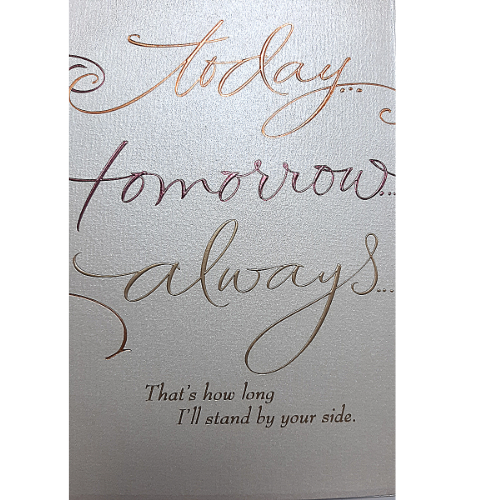 today...
tomorrow...
always...
That's how long
I'll stand by your side.